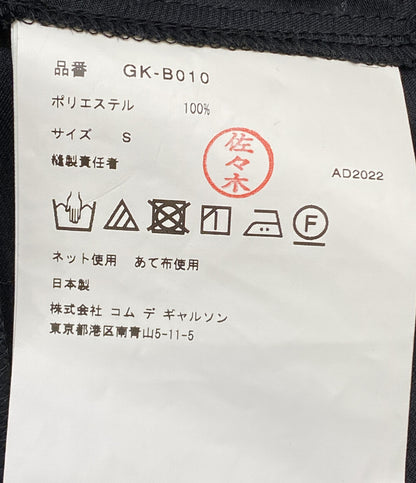 品番 GK-B010
ポリエステル 100%
サイズ S
縫製責任者
佐々木
AD2022
F
ネット使用 あて布使用
日本製
株式会社 コム デ ギャルソン
東京都港区南青山5-11-5